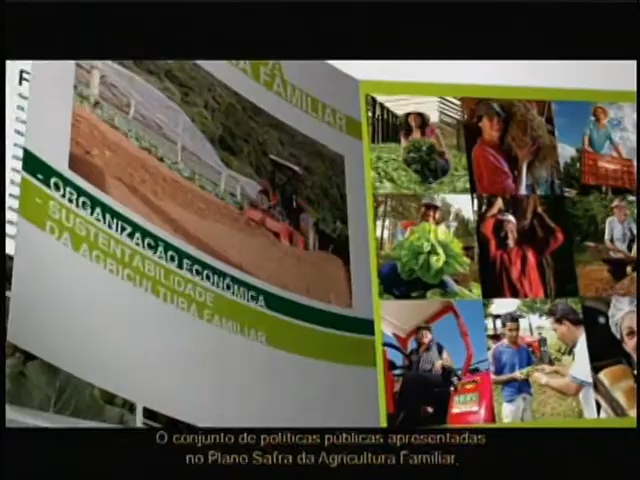 A FAMILIAR
- ORGANIZAÇÃO ECONÔMICA
- SUSTENTABILIDADE
DA AGRICULTURA FAMILIAR
O conjunto de políticas públicas apresentadas
no Plano Safra da Agricultura Familiar,